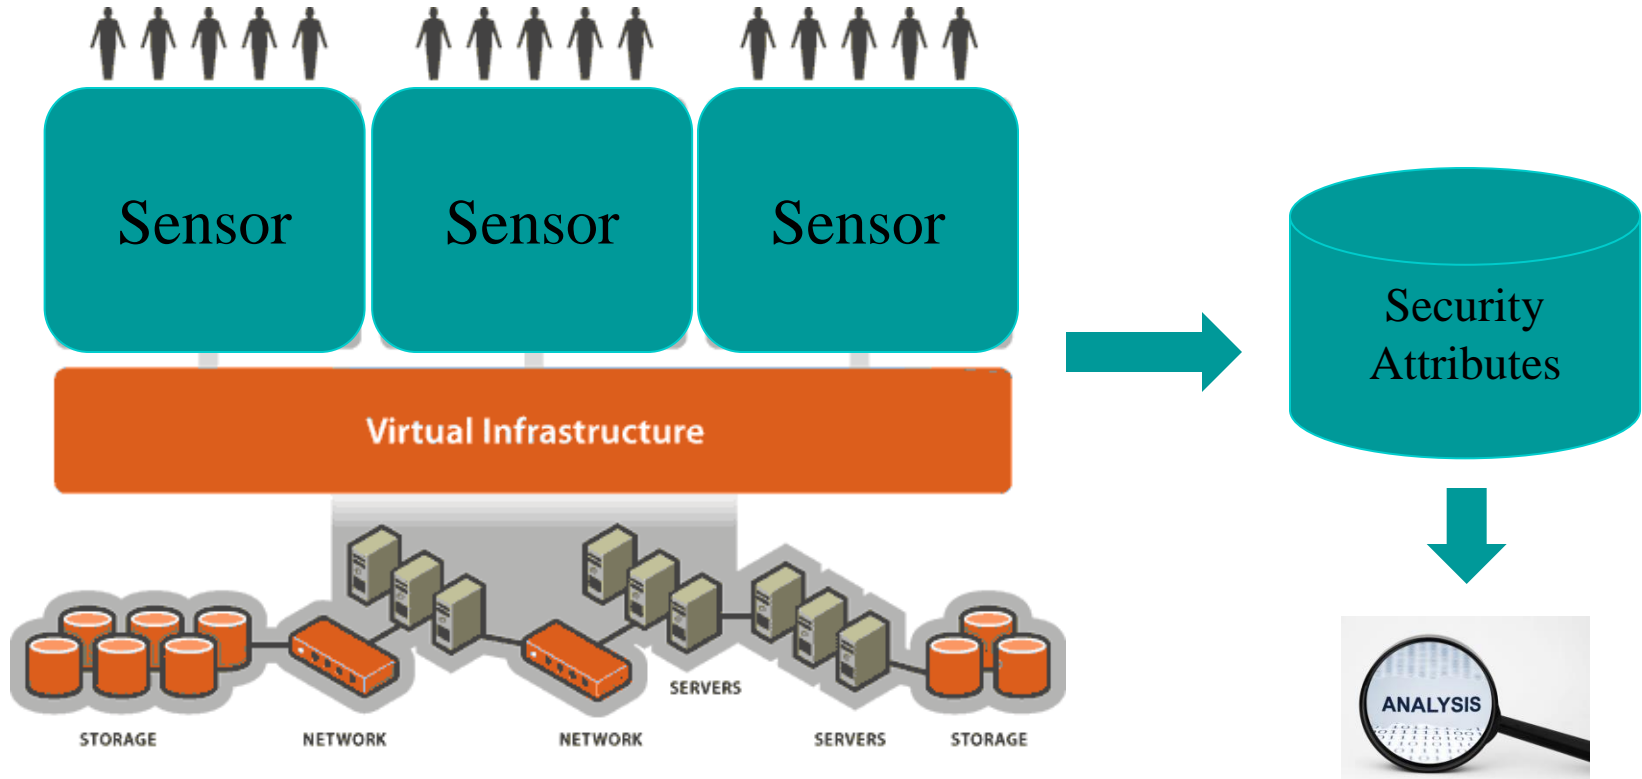 Sensor
Sensor
Sensor
Security
Attributes
Virtual Infrastructure
SERVERS
STORAGE
NETWORK
NETWORK
SERVERS
STORAGE
ANALYSIS